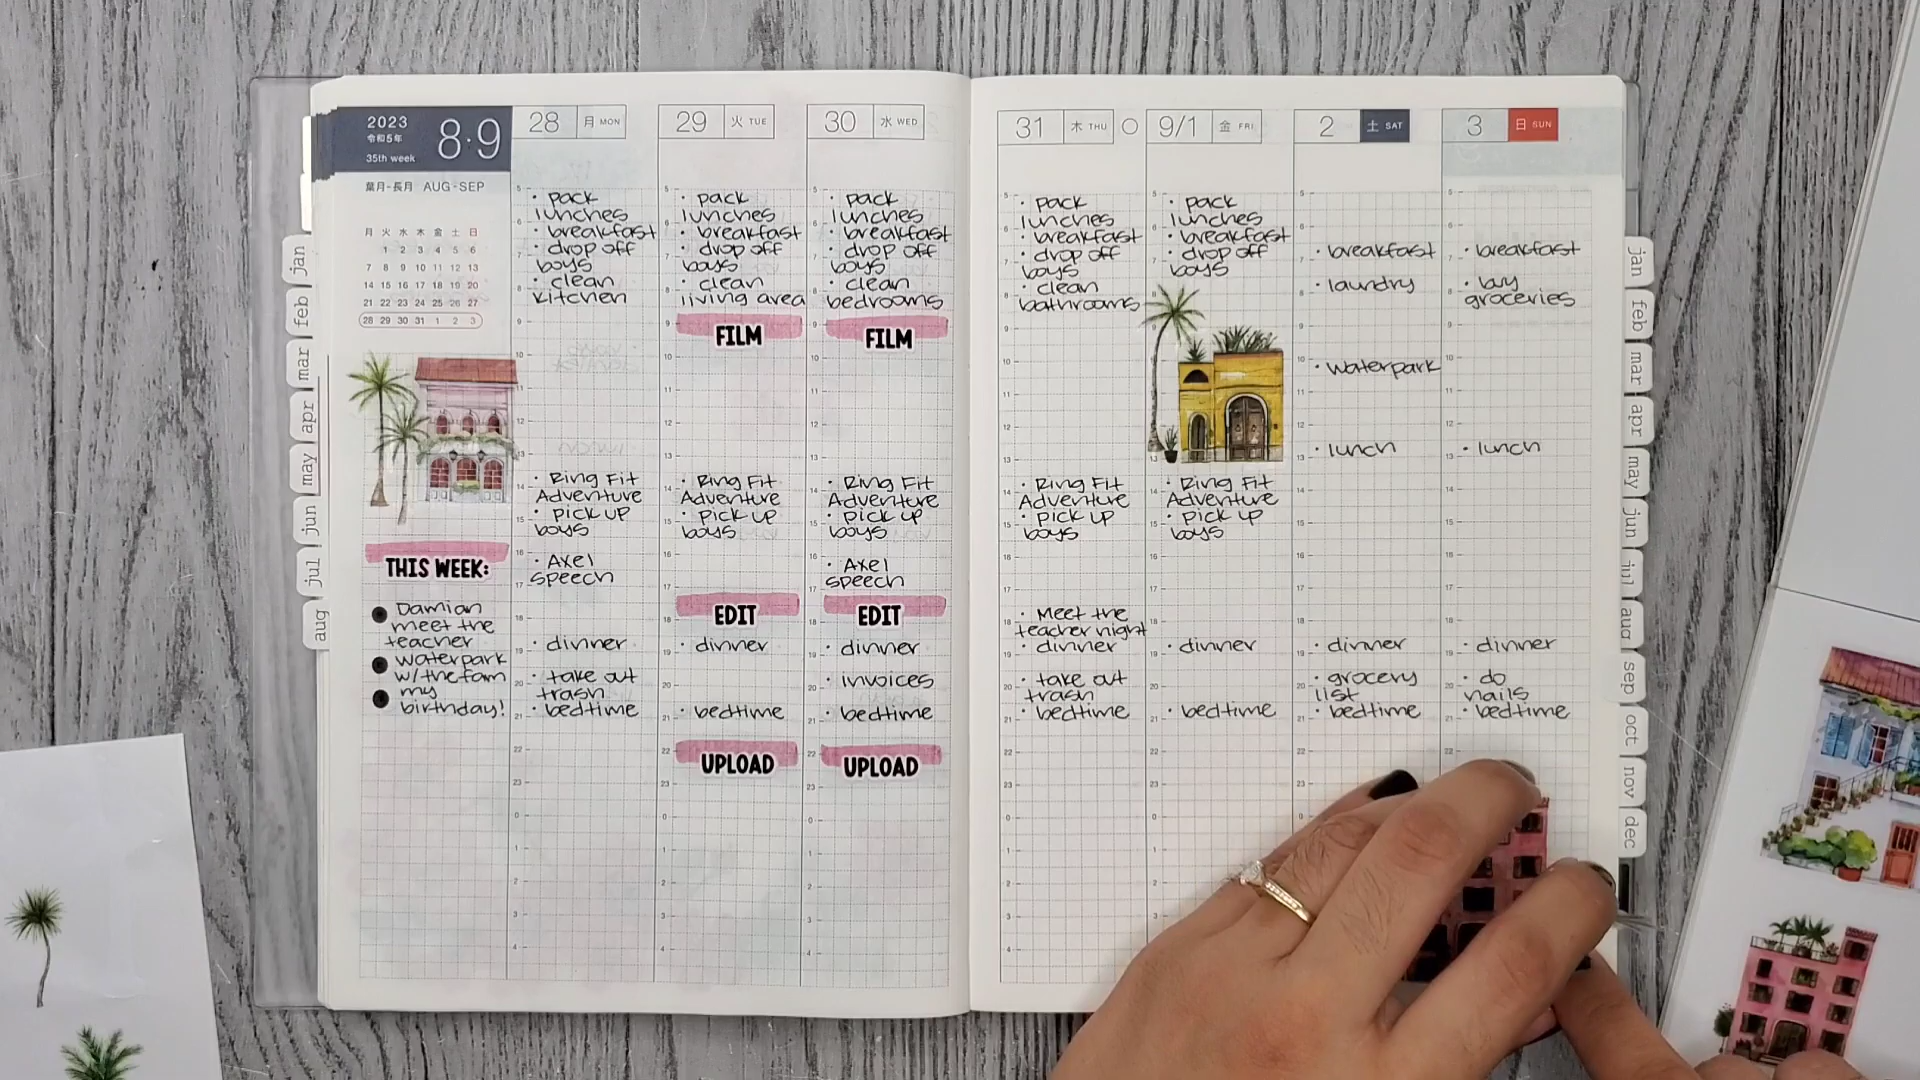 2023
令和5年
35th week
8・9
葉月-長月 AUG-SEP
月 火 水 木 金 土 日
1 2 3 4 5 6
7 8 9 10 11 12 13
14 15 16 17 18 19 20
21 22 23 24 25 26 27
28 29 30 31 1 2 3
THIS WEEK:
Damian
meet the
teacher
waterpark
w/the fam
my
birthday!
28 月 MON
· pack
lunches
· breakfast
· drop off
boys
· clean
kitchen
· Ring Fit
Adventure
· pick up
boys
· Axel
speech
· dinner
· take out
trash
· bedtime
29 火 TUE
· pack
lunches
· breakfast
· drop off
boys
· clean
living area
FILM
· Ring Fit
Adventure
· pick up
boys
EDIT
· dinner
· bedtime
UPLOAD
30 水 WED
· pack
lunches
· breakfast
· drop off
boys
· clean
bedrooms
FILM
· Ring Fit
Adventure
· pick up
boys
· Axel
speech
EDIT
· dinner
· invoices
· bedtime
UPLOAD
31 木 THU
· pack
lunches
· breakfast
· drop off
boys
· clean
bathrooms
· Ring Fit
Adventure
· pick up
boys
· Meet the
teacher night
· dinner
· take out
trash
· bedtime
9/1 金 FRI
· pack
lunches
· breakfast
· drop off
boys
· Ring Fit
Adventure
· pick up
boys
· dinner
· bedtime
2 土 SAT
· breakfast
· laundry
· waterpark
· lunch
· dinner
· grocery
list
· bedtime
3 日 SUN
· breakfast
· buy
groceries
· lunch
· dinner
· do
nails
· bedtime
jan
feb
mar
apr
may
jun
jul
aug
jan
feb
mar
apr
may
jun
jul
aug
sep
oct
nov
dec